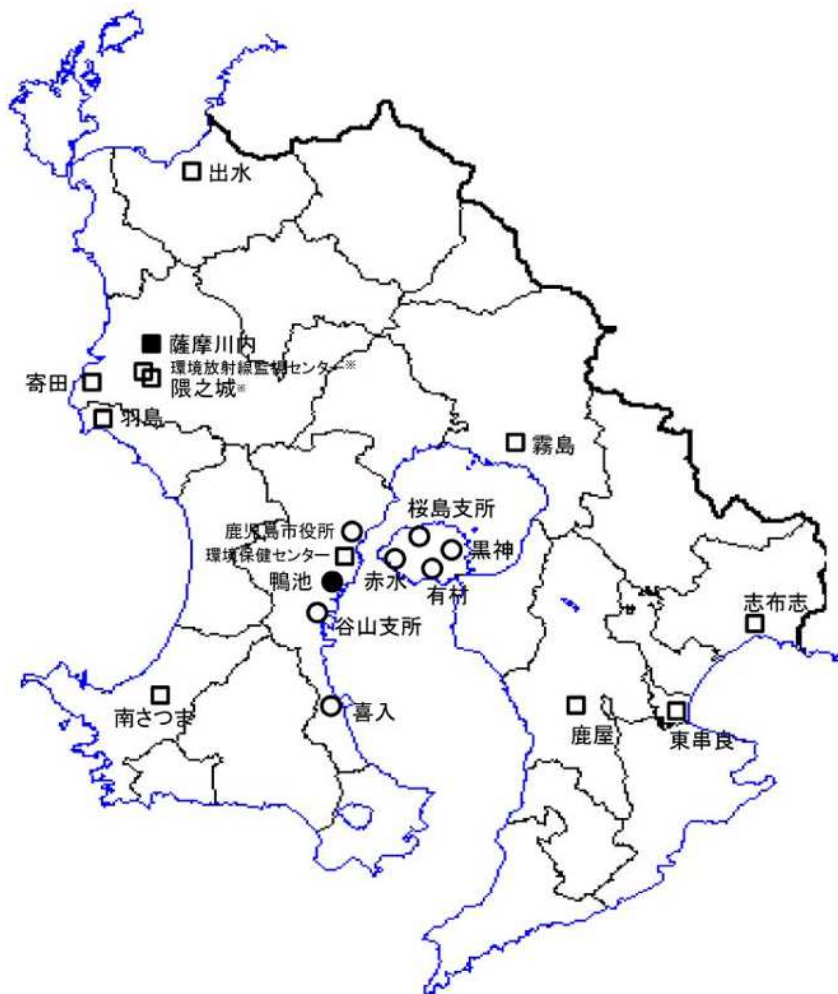 出水
薩摩川内
環境放射線監視センター※
隈之城※
寄田
羽島
霧島
桜島支所
鹿児島市役所
黒神
環境保健センター
赤水
鴨池
有村
志布志
谷山支所
南さつま
喜入
鹿屋
東串良